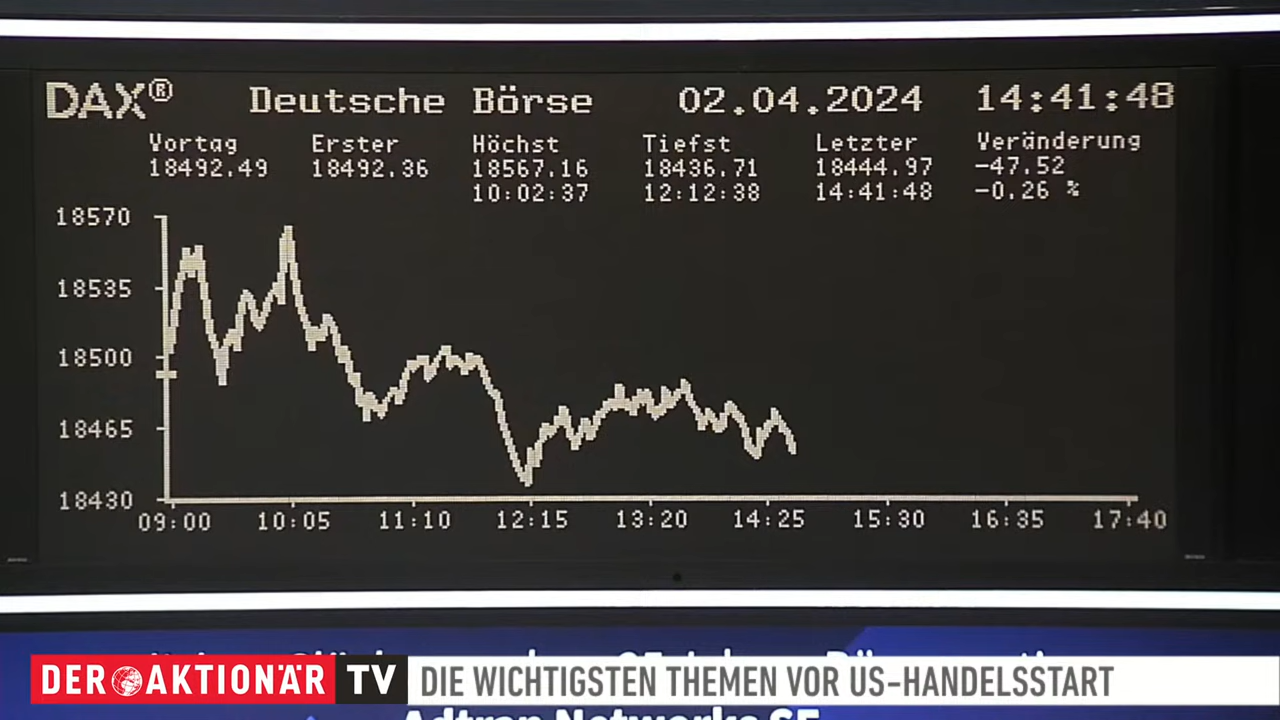 DAX® Deutsche Börse 02.04.2024 14:41:48
Vortag Erster Höchst Tiefst Letzter Veränderung
18492.49 18492.36 18567.16 18436.71 18444.97 -47.52
10:02:37 12:12:38 14:41:48 -0.26 %
18570
18535
18500
18465
18430
09:00 10:05 11:10 12:15 13:20 14:25 15:30 16:35 17:40
DER AKTIONÄR TV DIE WICHTIGSTEN THEMEN VOR US-HANDELSSTART
Adtran Networks SE